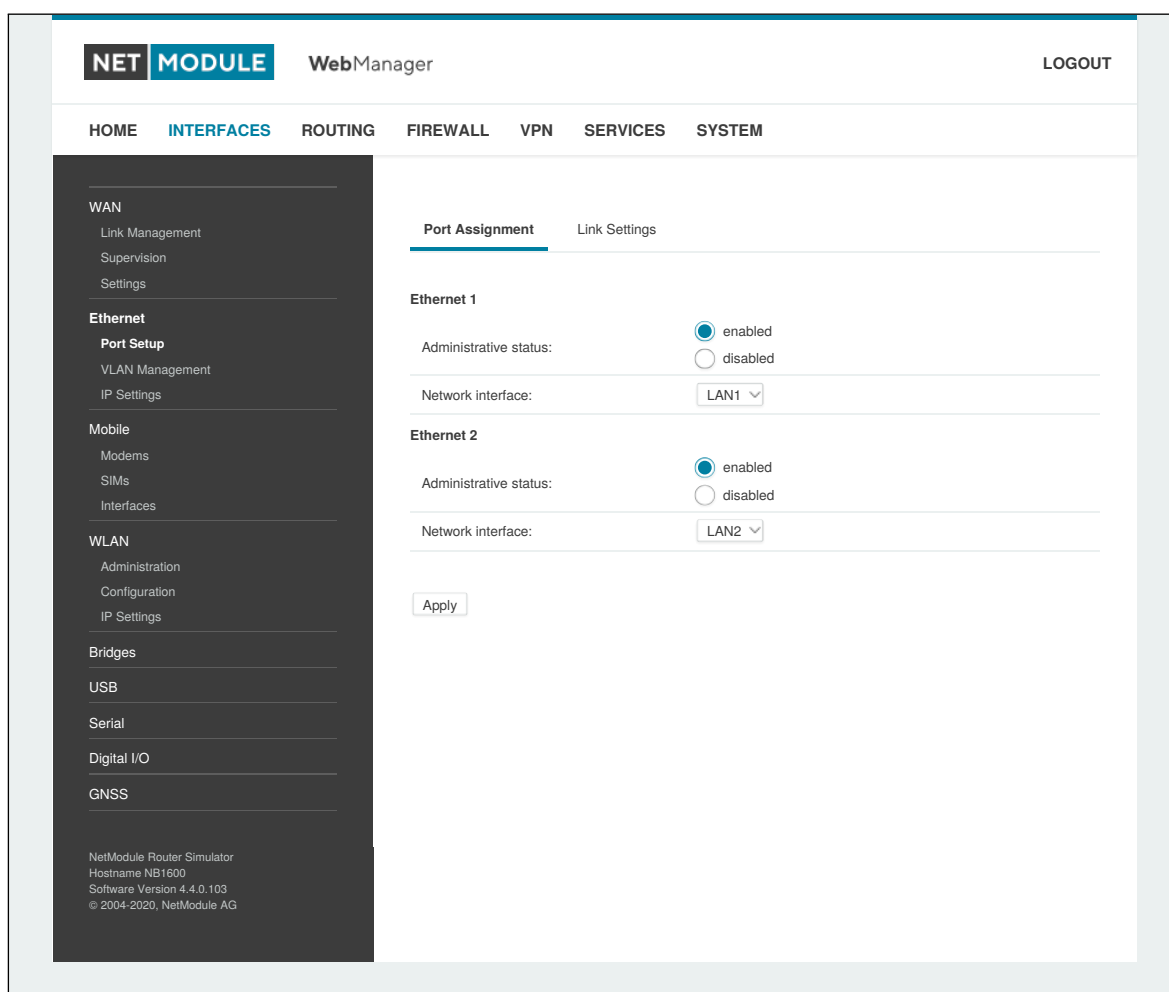 NET MODULE WebManager LOGOUT
HOME INTERFACES ROUTING FIREWALL VPN SERVICES SYSTEM
WAN
Link Management
Supervision
Settings
Ethernet
Port Setup
VLAN Management
IP Settings
Mobile
Modems
SIMs
Interfaces
WLAN
Administration
Configuration
IP Settings
Bridges
USB
Serial
Digital I/O
GNSS
NetModule Router Simulator
Hostname NB1600
Software Version 4.4.0.103
© 2004-2020, NetModule AG
Port Assignment Link Settings
Ethernet 1
Administrative status:
enabled
disabled
Network interface: LAN1
Ethernet 2
Administrative status:
enabled
disabled
Network interface: LAN2
Apply